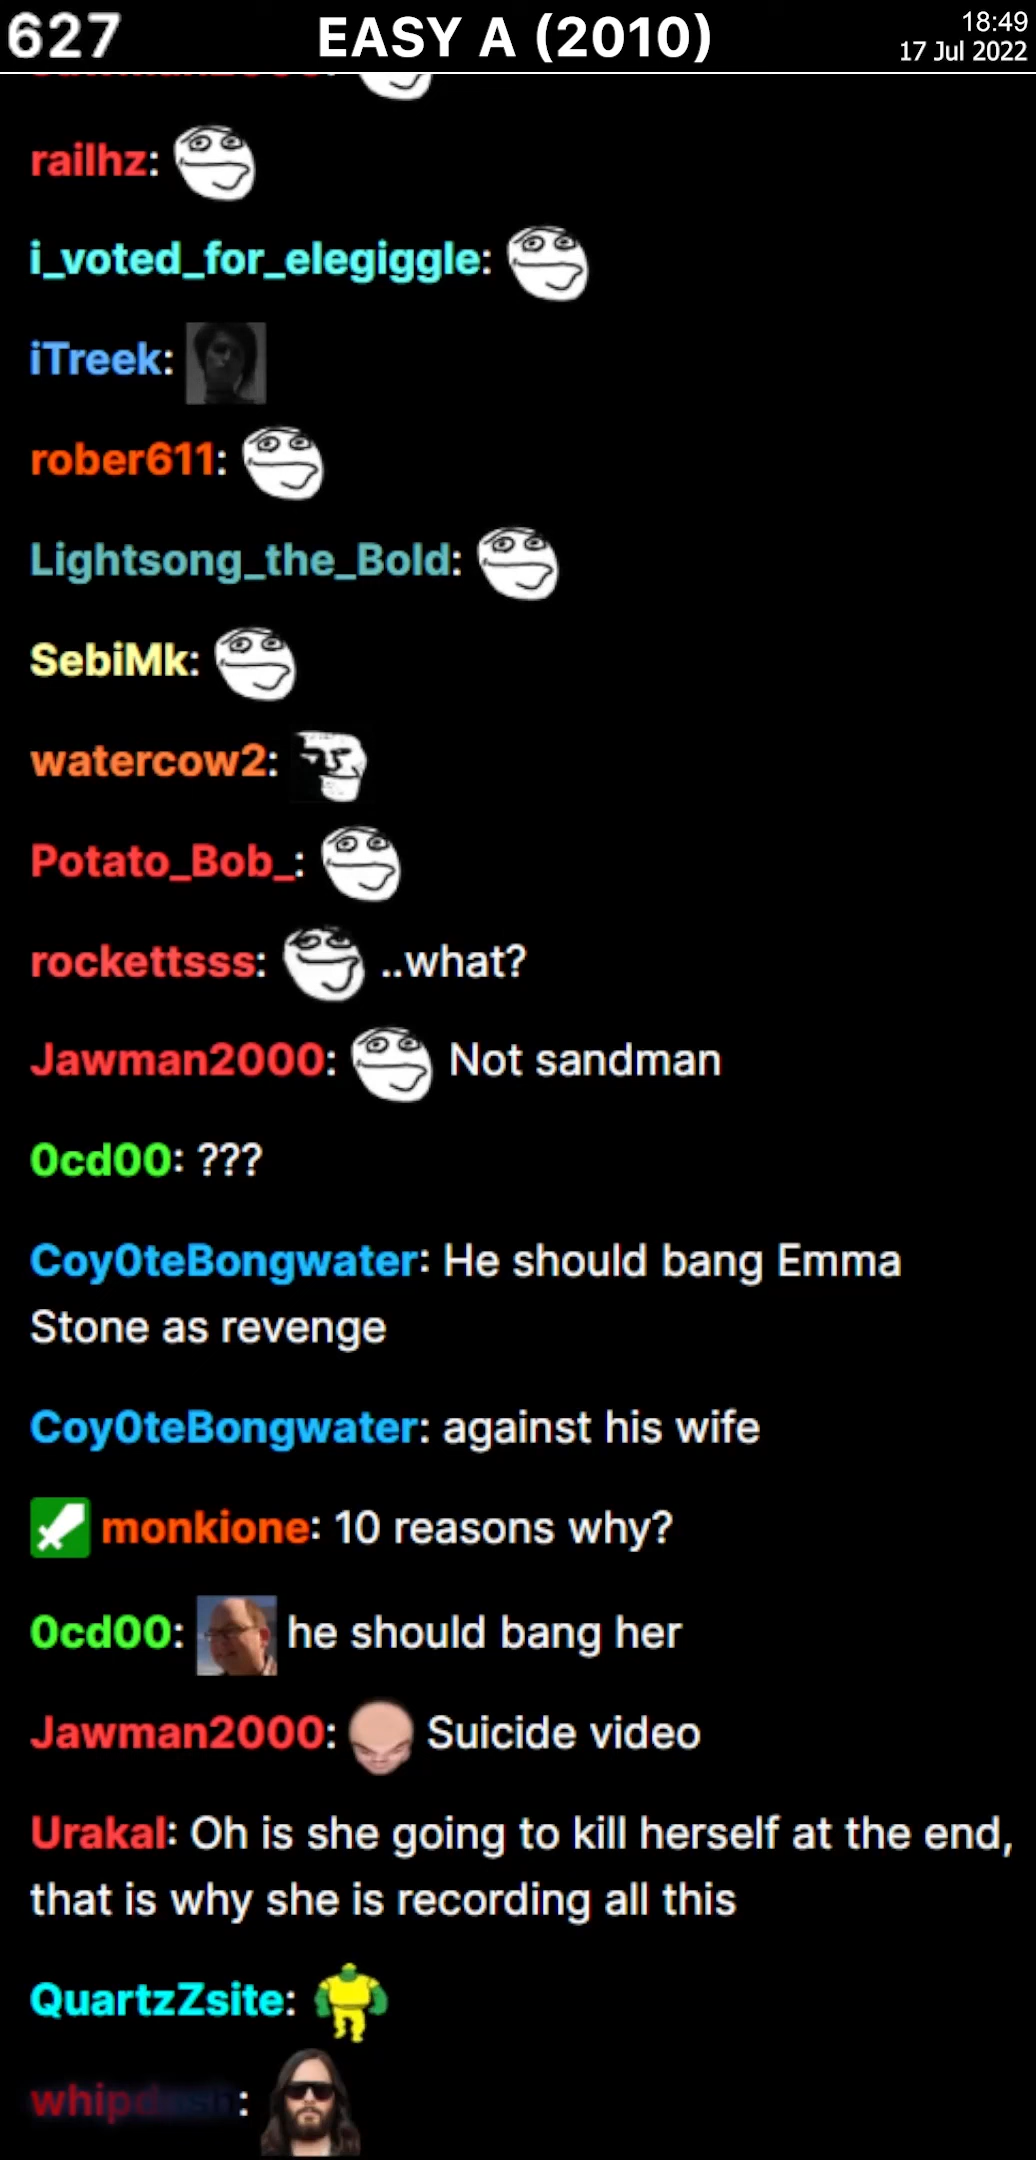 627
EASY A (2010)
18:49
17 Jul 2022
railhz:
i_voted_for_elegiggle:
iTreek:
rober611:
Lightsong_the_Bold:
SebiMk:
watercow2:
Potato_Bob_:
rockettsss: ..what?
Jawman2000: Not sandman
0cd00: ???
Coy0teBongwater: He should bang Emma
Stone as revenge
Coy0teBongwater: against his wife
monkione: 10 reasons why?
0cd00: he should bang her
Jawman2000: Suicide video
Urakal: Oh is she going to kill herself at the end,
that is why she is recording all this
QuartzZsite: